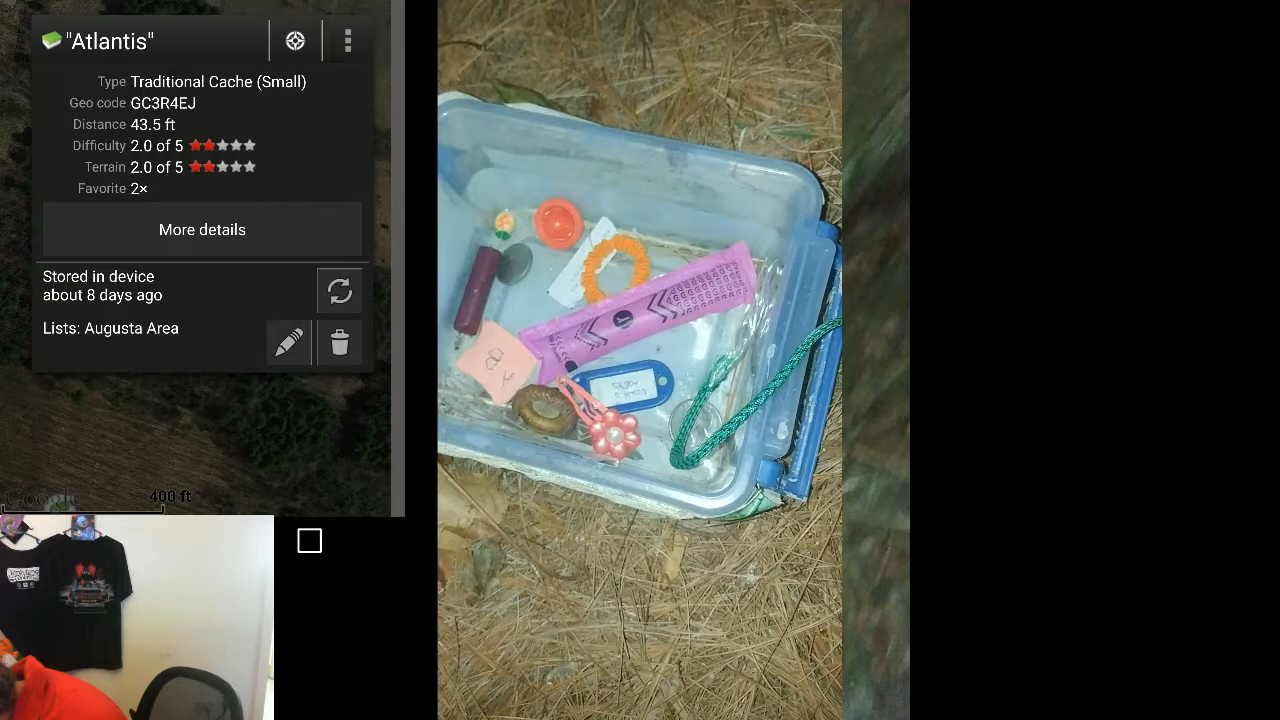 "Atlantis"
Type Traditional Cache (Small)
Geo code GC3R4EJ
Distance 43.5 ft
Difficulty 2.0 of 5
Terrain 2.0 of 5
Favorite 2×
More details
Stored in device
about 8 days ago
Lists: Augusta Area
Google
400 ft